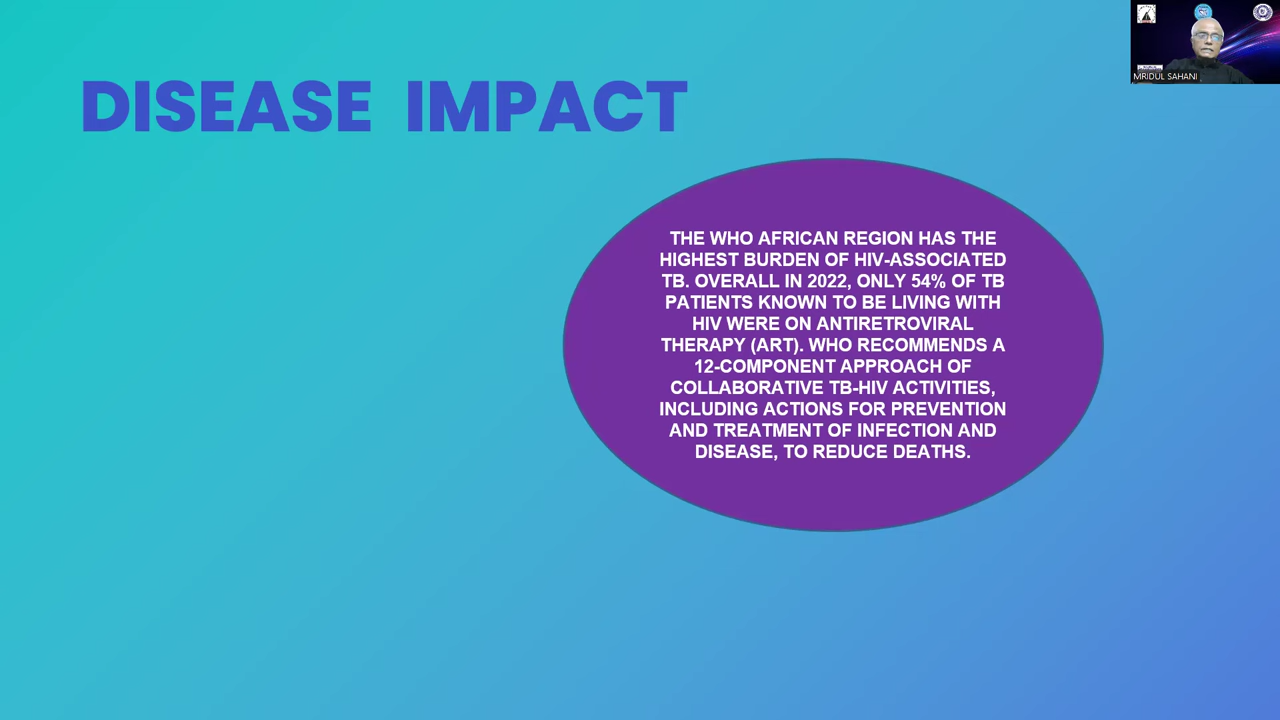 DISEASE IMPACT
THE WHO AFRICAN REGION HAS THE
HIGHEST BURDEN OF HIV-ASSOCIATED
TB. OVERALL IN 2022, ONLY 54% OF TB
PATIENTS KNOWN TO BE LIVING WITH
HIV WERE ON ANTIRETROVIRAL
THERAPY (ART). WHO RECOMMENDS A
12-COMPONENT APPROACH OF
COLLABORATIVE TB-HIV ACTIVITIES,
INCLUDING ACTIONS FOR PREVENTION
AND TREATMENT OF INFECTION AND
DISEASE, TO REDUCE DEATHS.
MRIDUL SAHANI